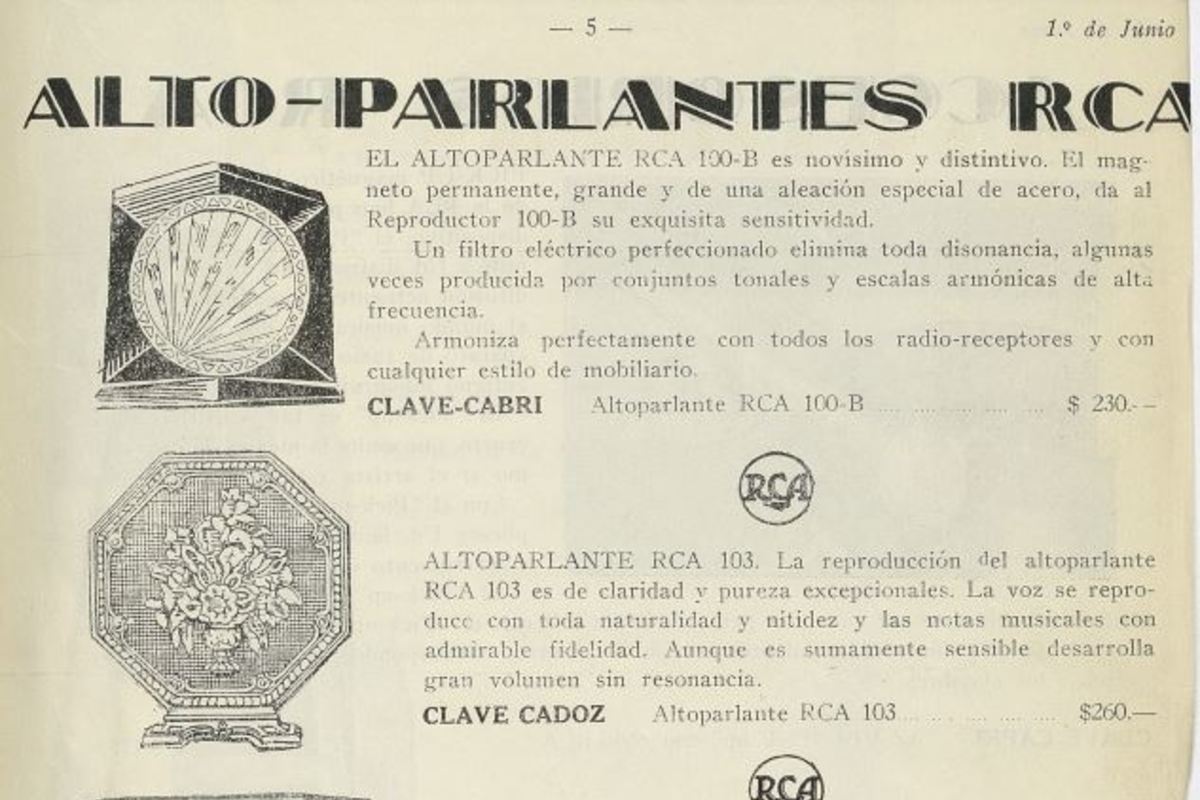 — 5 —
1.º de Junio
ALTO-PARLANTES RCA
EL ALTOPARLANTE RCA 100-B es novísimo y distintivo. El mag-
neto permanente, grande y de una aleación especial de acero, da al
Reproductor 100-B su exquisita sensitividad.
Un filtro eléctrico perfeccionado elimina toda disonancia, algunas
veces producida por conjuntos tonales y escalas armónicas de alta
frecuencia.
Armoniza perfectamente con todos los radio-receptores y con
cualquier estilo de mobiliario.
CLAVE-CABRI Altoparlante RCA 100-B .................... $ 230.--
RCA
ALTOPARLANTE RCA 103. La reproducción del altoparlante
RCA 103 es de claridad y pureza excepcionales. La voz se repro-
duce con toda naturalidad y nitidez y las notas musicales con
admirable fidelidad. Aunque es sumamente sensible desarrolla
gran volumen sin resonancia.
CLAVE CADOZ Altoparlante RCA 103.................... $260.—
RCA